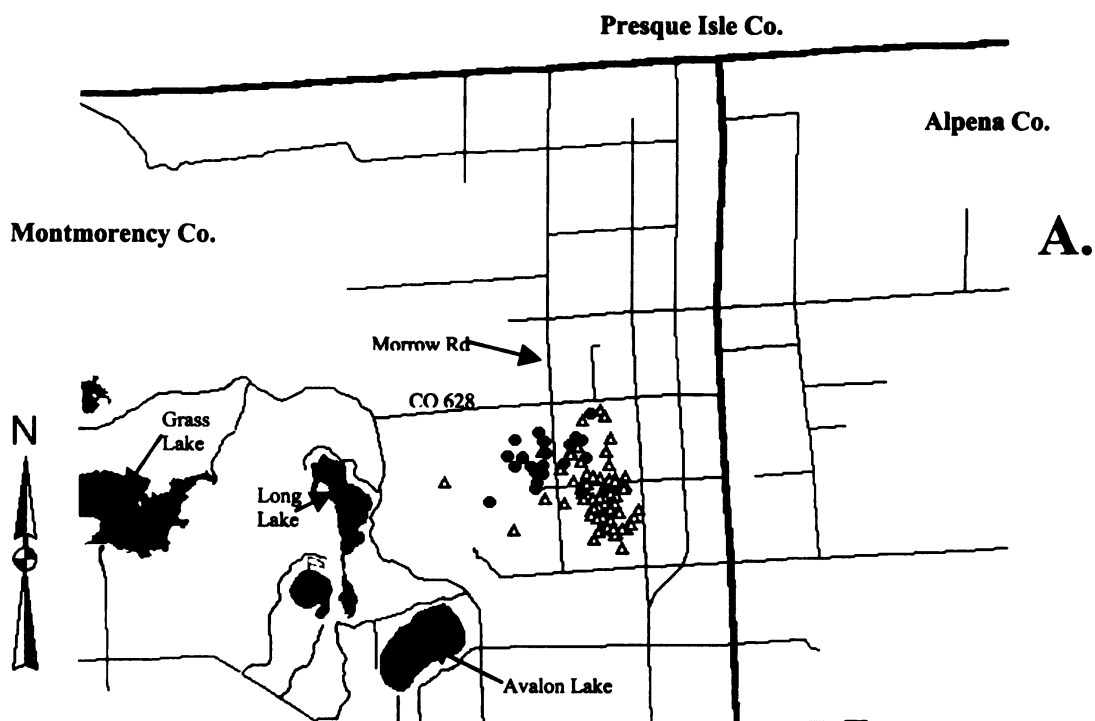 Presque Isle Co.
Alpena Co.
Montmorency Co.
A.
Morrow Rd
CO 628
N
Grass
Lake
Long
Lake
Avalon Lake